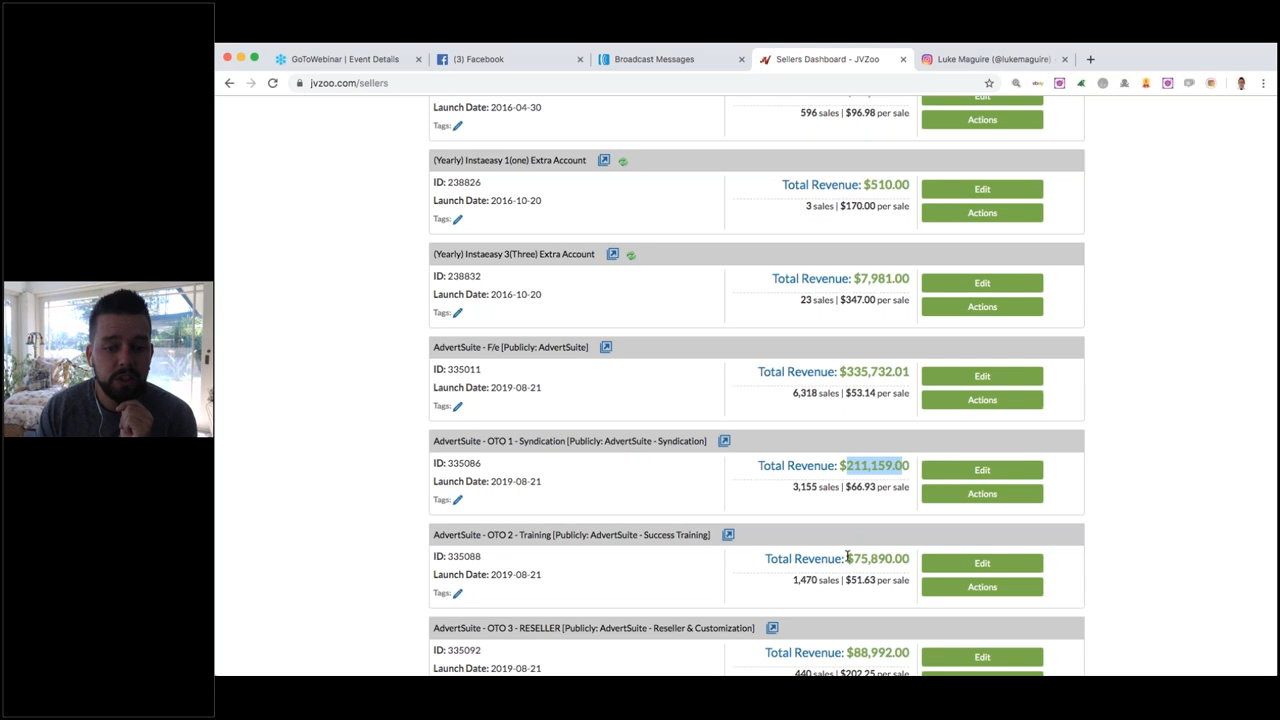 GoToWebinar | Event Details
(3) Facebook
Broadcast Messages
Sellers Dashboard - JVZoo
Luke Maguire (@lukemaguire)
jvzoo.com/sellers
Launch Date: 2016-04-30
Tags:
596 sales | $96.98 per sale
Edit
Actions
(Yearly) Instaeasy 1(one) Extra Account
ID: 238826
Launch Date: 2016-10-20
Tags:
Total Revenue: $510.00
3 sales | $170.00 per sale
Edit
Actions
(Yearly) Instaeasy 3(Three) Extra Account
ID: 238832
Launch Date: 2016-10-20
Tags:
Total Revenue: $7,981.00
23 sales | $347.00 per sale
Edit
Actions
AdvertSuite - F/e [Publicly: AdvertSuite]
ID: 335011
Launch Date: 2019-08-21
Tags:
Total Revenue: $335,732.01
6,318 sales | $53.14 per sale
Edit
Actions
AdvertSuite - OTO 1 - Syndication [Publicly: AdvertSuite - Syndication]
ID: 335086
Launch Date: 2019-08-21
Tags:
Total Revenue: $211,159.00
3,155 sales | $66.93 per sale
Edit
Actions
AdvertSuite - OTO 2 - Training [Publicly: AdvertSuite - Success Training]
ID: 335088
Launch Date: 2019-08-21
Tags:
Total Revenue: $75,890.00
1,470 sales | $51.63 per sale
Edit
Actions
AdvertSuite - OTO 3 - RESELLER [Publicly: AdvertSuite - Reseller & Customization]
ID: 335092
Launch Date: 2019-08-21
Total Revenue: $88,992.00
440 sales | $202.25 per sale
Edit